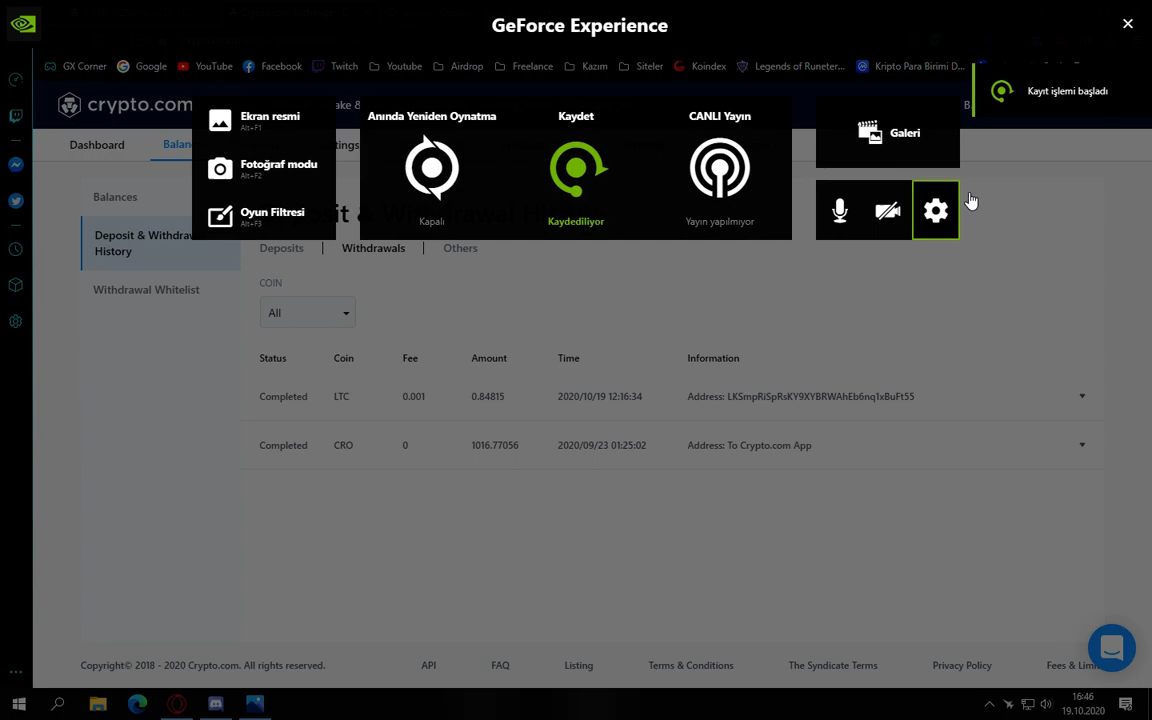 GeForce Experience
GX Corner
Google
YouTube
Facebook
Twitch
Youtube
Airdrop
Freelance
Kazım
Siteler
Koindex
Legends of Runeter...
Kripto Para Birimi D...
Kayıt işlemi başladı
crypto.com
Ekran resmi
Alt+F1
Fotoğraf modu
Alt+F2
Oyun Filtresi
Alt+F3
Anında Yeniden Oynatma
Kapalı
Kaydet
Kaydediliyor
CANLI Yayın
Yayın yapılmıyor
Galeri
Dashboard
Balances
Deposit & Withdrawal
History
Withdrawal Whitelist
Deposits
Withdrawals
Others
COIN
All
Status Coin Fee Amount Time Information
Completed LTC 0.001 0.84815 2020/10/19 12:16:34 Address: LKSmpRiSpRsKY9XYBRWAhEb6nq1xBuFt55
Completed CRO 0 1016.77056 2020/09/23 01:25:02 Address: To Crypto.com App
Copyright© 2018 - 2020 Crypto.com. All rights reserved.
API
FAQ
Listing
Terms & Conditions
The Syndicate Terms
Privacy Policy
Fees & Lim
16:46
19.10.2020